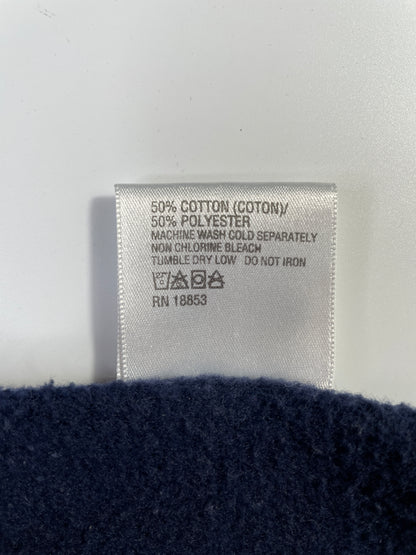 50% COTTON (COTON)/
50% POLYESTER
MACHINE WASH COLD SEPARATELY
NON CHLORINE BLEACH
TUMBLE DRY LOW DO NOT IRON
RN 18853